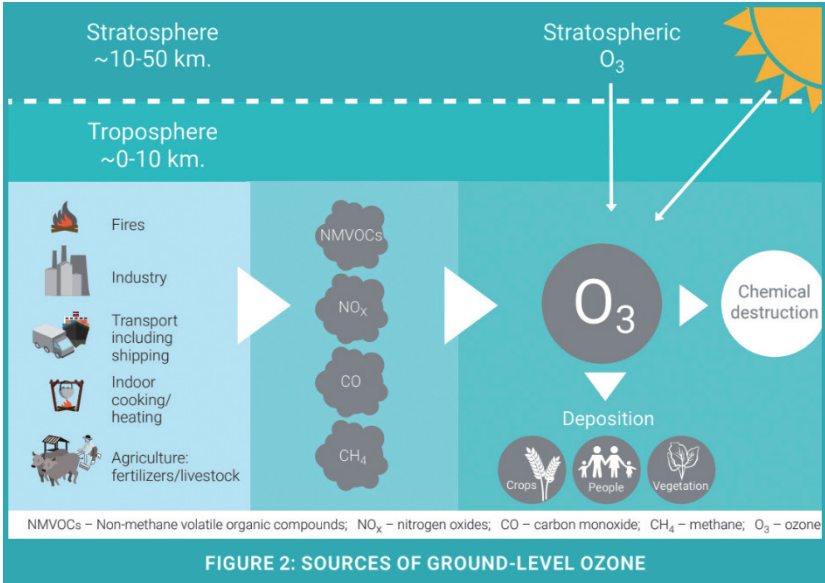 Stratosphere
~10-50 km.
Stratospheric
O₃
Troposphere
~0-10 km.
Fires
Industry
Transport
including
shipping
Indoor
cooking/
heating
Agriculture:
fertilizers/livestock
NMVOCs
NOₓ
CO
CH₄
O₃
Chemical
destruction
Deposition
Crops
People
Vegetation
NMVOCs – Non-methane volatile organic compounds; NOₓ – nitrogen oxides; CO – carbon monoxide; CH₄ – methane; O₃ – ozone
FIGURE 2: SOURCES OF GROUND-LEVEL OZONE